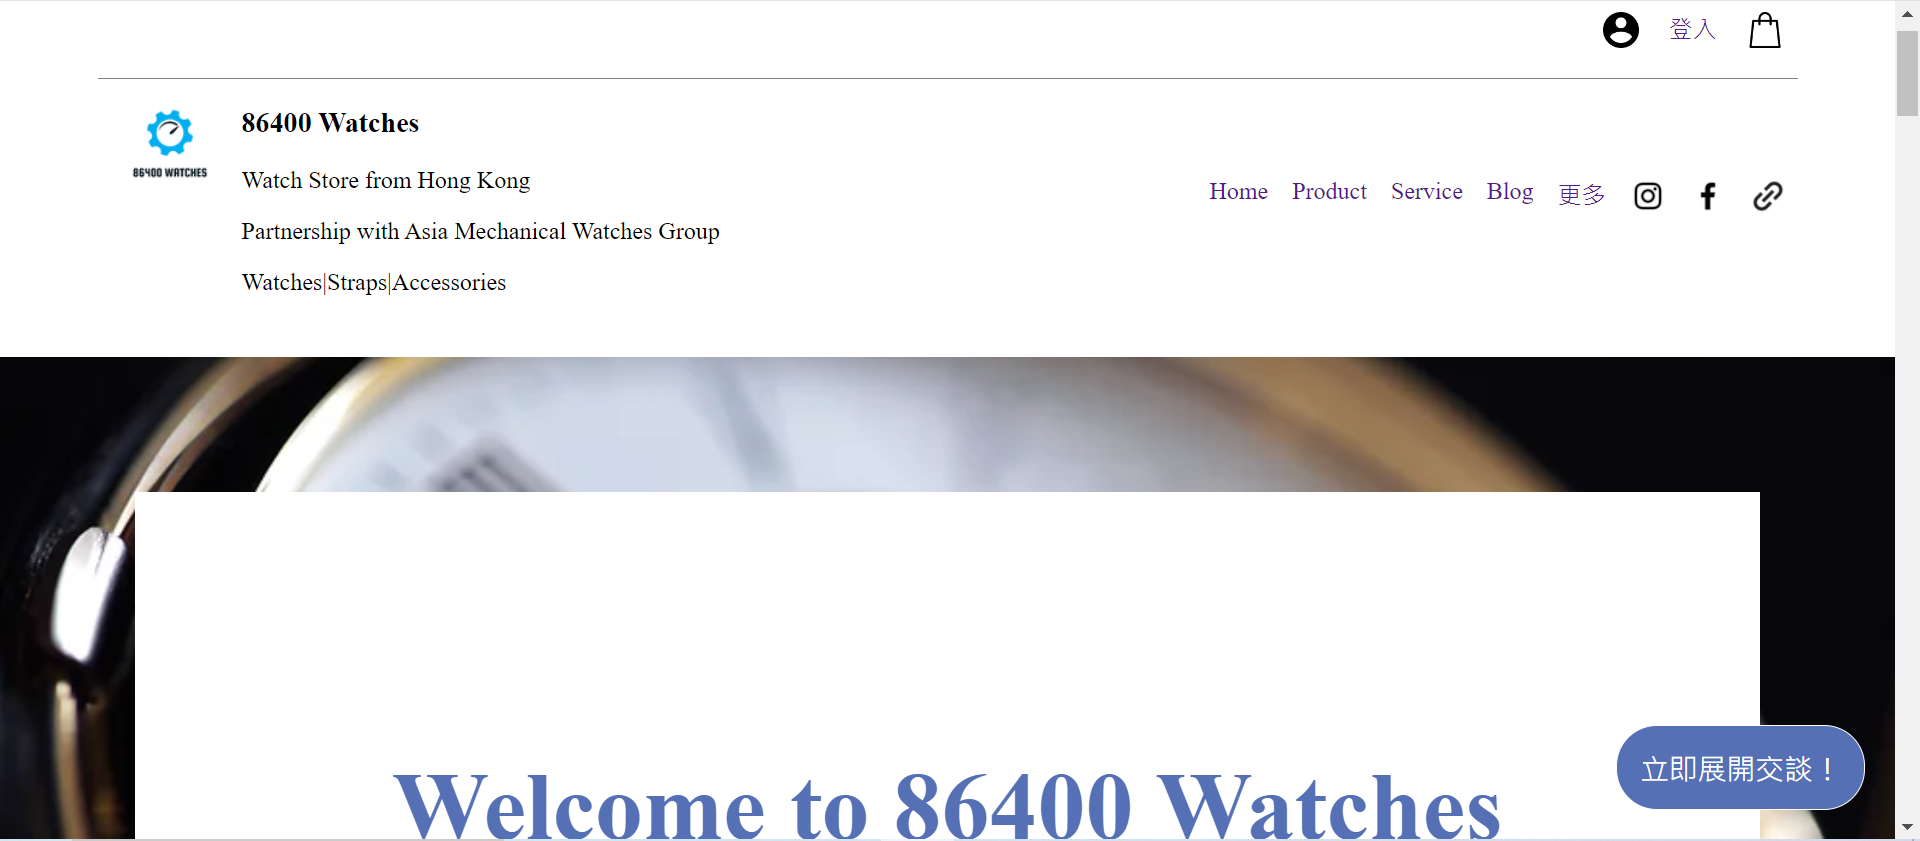 登入
86400 WATCHES
86400 Watches
Watch Store from Hong Kong
Partnership with Asia Mechanical Watches Group
Watches|Straps|Accessories
Home Product Service Blog 更多
Welcome to 86400 Watches
立即展開交談！